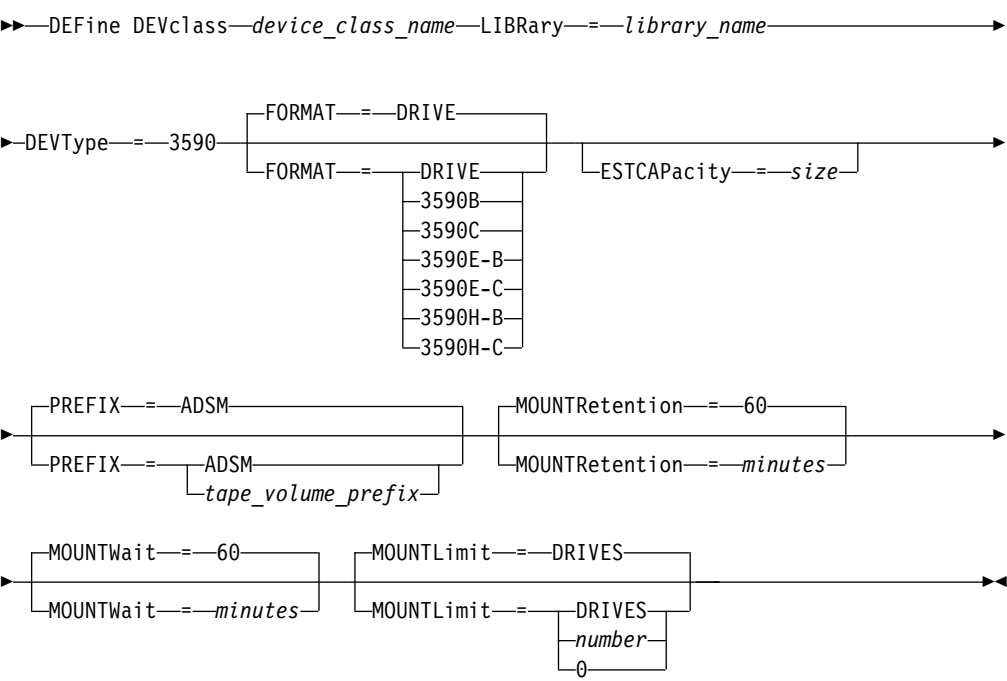 DEFine DEVclass device_class_name LIBRary = library_name
FORMAT = DRIVE
DEVType = 3590
FORMAT = DRIVE
ESTCAPacity = size
3590B
3590C
3590E-B
3590E-C
3590H-B
3590H-C
PREFIX = ADSM
MOUNTRetention = 60
PREFIX = ADSM
MOUNTRetention = minutes
tape_volume_prefix
MOUNTWait = 60
MOUNTLimit = DRIVES
MOUNTWait = minutes
MOUNTLimit = DRIVES
number
0